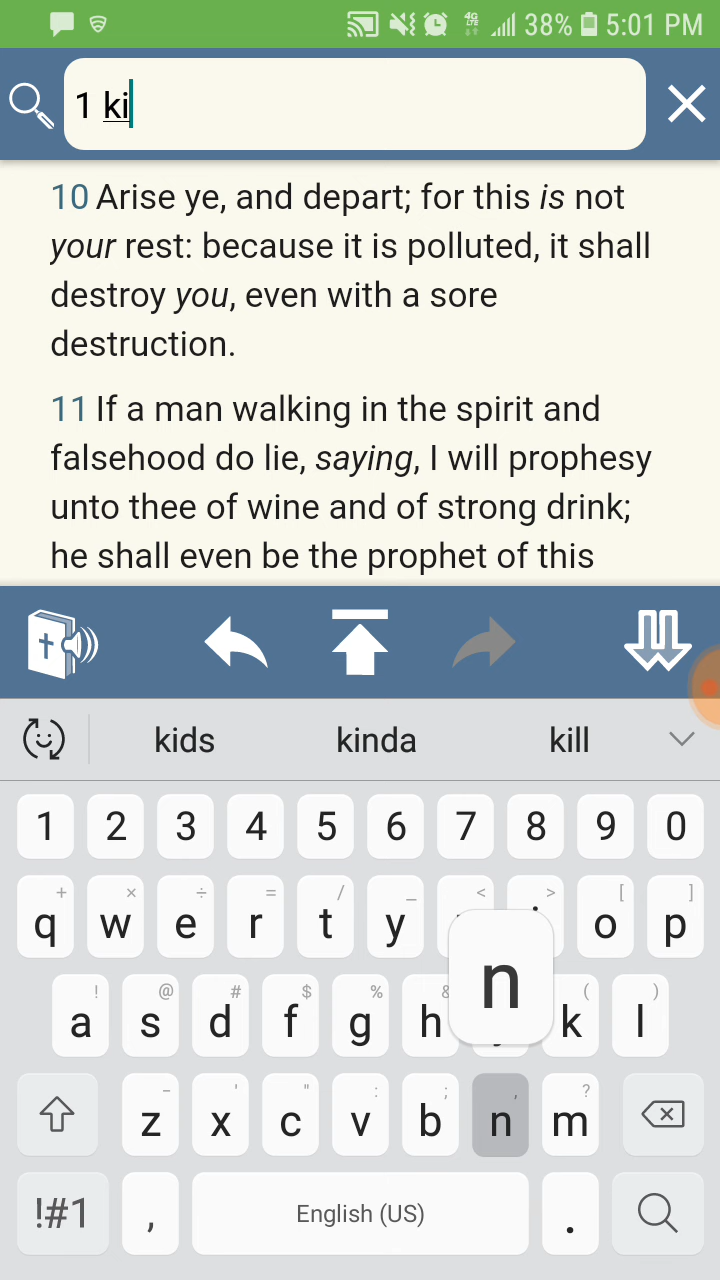 4G LTE 38% 5:01 PM
1 ki
10 Arise ye, and depart; for this is not
your rest: because it is polluted, it shall
destroy you, even with a sore
destruction.
11 If a man walking in the spirit and
falsehood do lie, saying, I will prophesy
unto thee of wine and of strong drink;
he shall even be the prophet of this
kids kinda kill
1 2 3 4 5 6 7 8 9 0
+ × ÷ = / _ < > [ ]
q w e r t y o p
! @ # $ % & ( )
a s d f g h k l
n
- ' " : ; , ?
z x c v b n m
!#1 , English (US) .